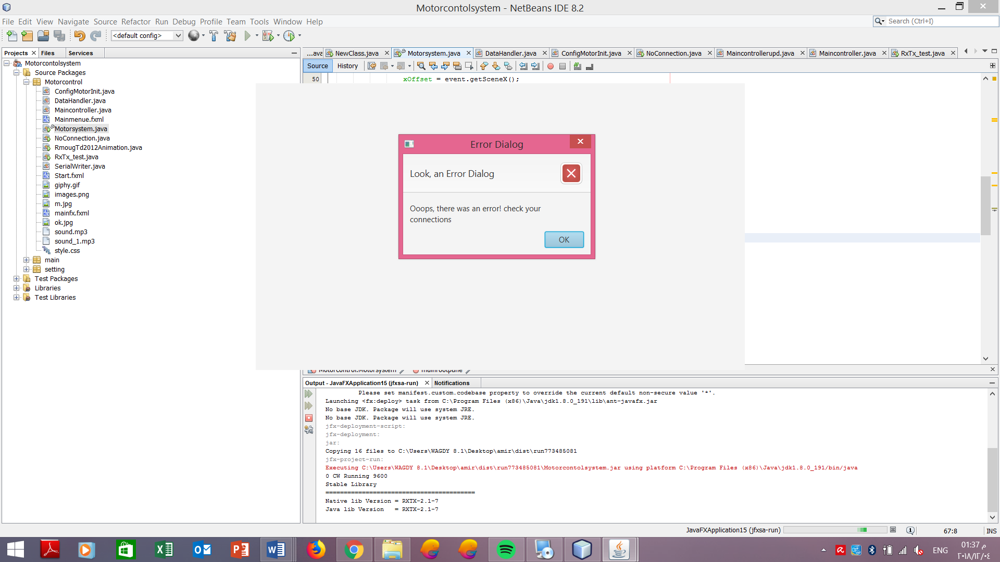 Motorcontolsystem - NetBeans IDE 8.2
File Edit View Navigate Source Refactor Run Debug Profile Team Tools Window Help
Search (Ctrl+I)
<default config>
Projects Files Services
Motorcontolsystem
Source Packages
Motorcontrol
ConfigMotorInit.java
DataHandler.java
Maincontroller.java
Mainmenue.fxml
Motorsystem.java
NoConnection.java
RmougTd2012Animation.java
RxTx_test.java
SerialWriter.java
Start.fxml
giphy.gif
images.png
m.jpg
mainfx.fxml
ok.jpg
sound.mp3
sound_1.mp3
style.css
main
setting
Test Packages
Libraries
Test Libraries
...ava NewClass.java Motorsystem.java DataHandler.java ConfigMotorInit.java NoConnection.java Maincontrollerupd.java Maincontroller.java RxTx_test.java
Source History
50 xOffset = event.getSceneX();
Error Dialog
Look, an Error Dialog
Ooops, there was an error! check your
connections
OK
Motorcontrol.Motorsystem mainrootpane
Output - JavaFXApplication15 (jfxsa-run) Notifications
Please set manifest.custom.codebase property to override the current default non-secure value '*'.
Launching <fx:deploy> task from C:\Program Files (x86)\Java\jdk1.8.0_191\lib\ant-javafx.jar
No base JDK. Package will use system JRE.
No base JDK. Package will use system JRE.
jfx-deployment-script:
jfx-deployment:
jar:
Copying 16 files to C:\Users\WAGDY 8.1\Desktop\amir\dist\run773485081
jfx-project-run:
Executing C:\Users\WAGDY 8.1\Desktop\amir\dist\run773485081\Motorcontolsystem.jar using platform C:\Program Files (x86)\Java\jdk1.8.0_191/bin/java
0 CW Running 9600
Stable Library
=========================================
Native lib Version = RXTX-2.1-7
Java lib Version   = RXTX-2.1-7
JavaFXApplication15 (jfxsa-run) 1 67:8 INS
ENG
01:37 م
٢٠١٨/١٢/٠٤